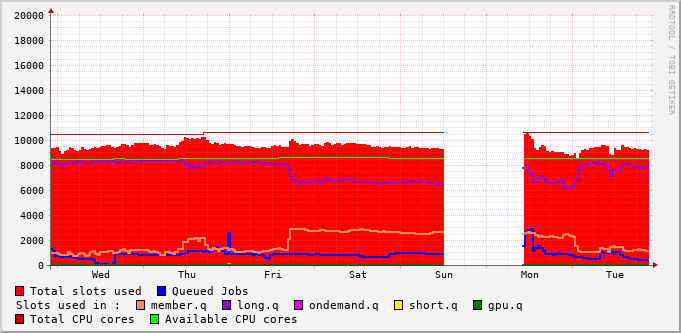 20000
18000
16000
14000
12000
10000
8000
6000
4000
2000
0
Wed Thu Fri Sat Sun Mon Tue
Total slots used Queued Jobs
Slots used in : member.q long.q ondemand.q short.q gpu.q
Total CPU cores Available CPU cores
RRDTOOL / TOBI OETIKER